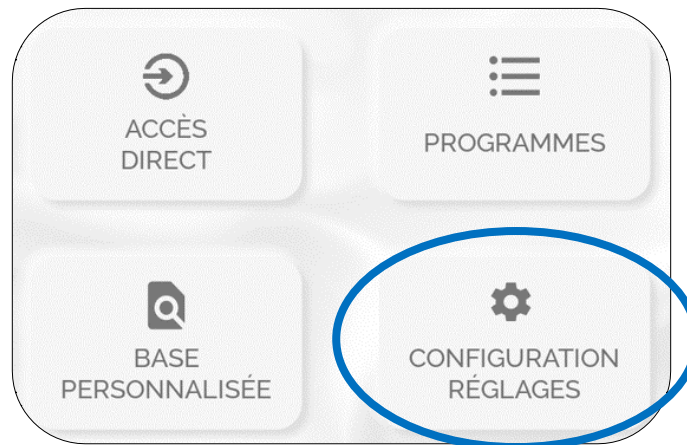 ACCÈS
DIRECT
PROGRAMMES
BASE
PERSONNALISÉE
CONFIGURATION
RÉGLAGES